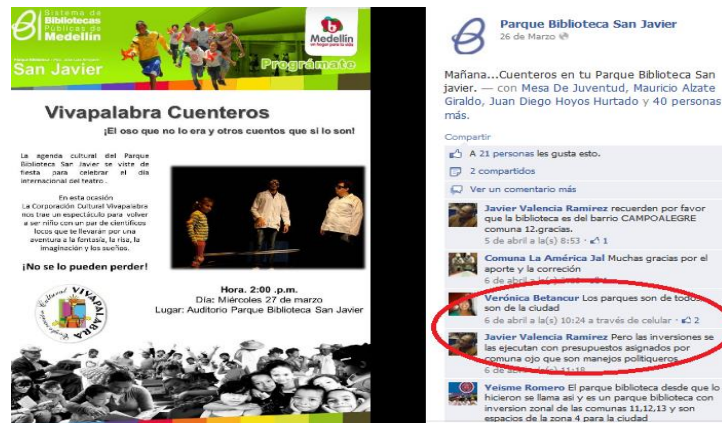 Sistema de
Bibliotecas
Públicas de
Medellín
San Javier
Medellín
un hogar para la vida
Prográmate
Vivapalabra Cuenteros
¡El oso que no lo era y otros cuentos que si lo son!
La agenda cultural del Parque
Biblioteca San Javier se viste de
fiesta para celebrar el día
internacional del teatro .
En esta ocasión
La Corporación Cultural Vivapalabra
nos trae un espectáculo para volver
a ser niño con un par de científicos
locos que te llevarán por una
aventura a la fantasía, la risa, la
imaginación y los sueños.
¡No se lo pueden perder!
VIVAPALABRA
Hora. 2:00 .p.m.
Día: Miércoles 27 de marzo
Lugar: Auditorio Parque Biblioteca San Javier
Parque Biblioteca San Javier
26 de Marzo
Mañana...Cuenteros en tu Parque Biblioteca San
javier. — con Mesa De Juventud, Mauricio Alzate
Giraldo, Juan Diego Hoyos Hurtado y 40 personas
más.
Compartir
A 21 personas les gusta esto.
2 compartidos
Ver un comentario más
Javier Valencia Ramirez recuerden por favor
que la biblioteca es del barrio CAMPOALEGRE
comuna 12.gracias.
5 de abril a la(s) 8:53 · 1
Comuna La América Jal Muchas gracias por el
aporte y la correción
6 de abril a la(s)
Verónica Betancur Los parques son de todos
son de la ciudad
6 de abril a la(s) 10:24 a través de celular · 2
Javier Valencia Ramirez Pero las inversiones se
las ejecutan con presupuestos asignados por
comuna ojo que son manejos politiqueros
6 de abril a la(s) 11:18
Yeisme Romero El parque biblioteca desde que lo
hicieron se llama asi y es un parque biblioteca con
inversion zonal de las comunas 11,12,13 y son
espacios de la zona 4 para la ciudad